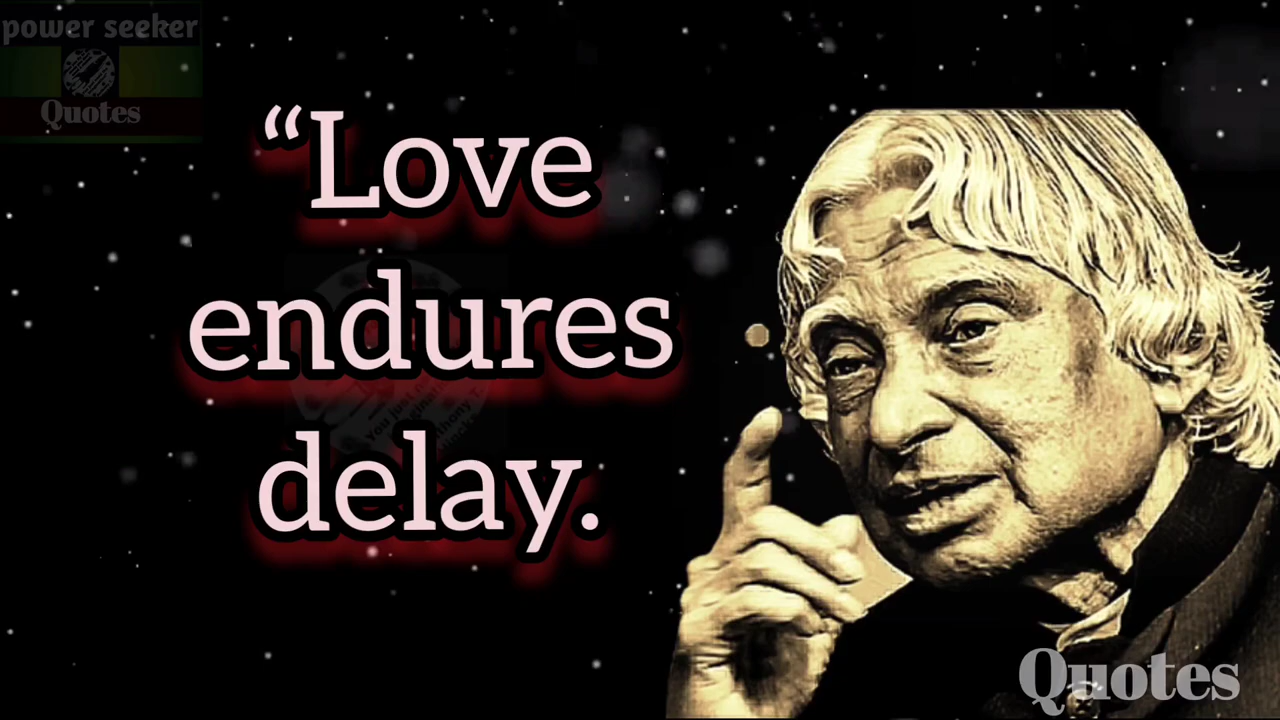 power seeker
Quotes
“Love
endures
delay.
Quotes